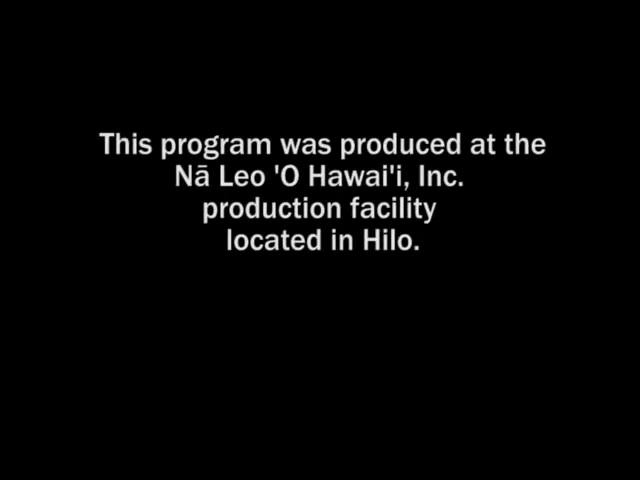 This program was produced at the
Nā Leo 'O Hawai'i, Inc.
production facility
located in Hilo.